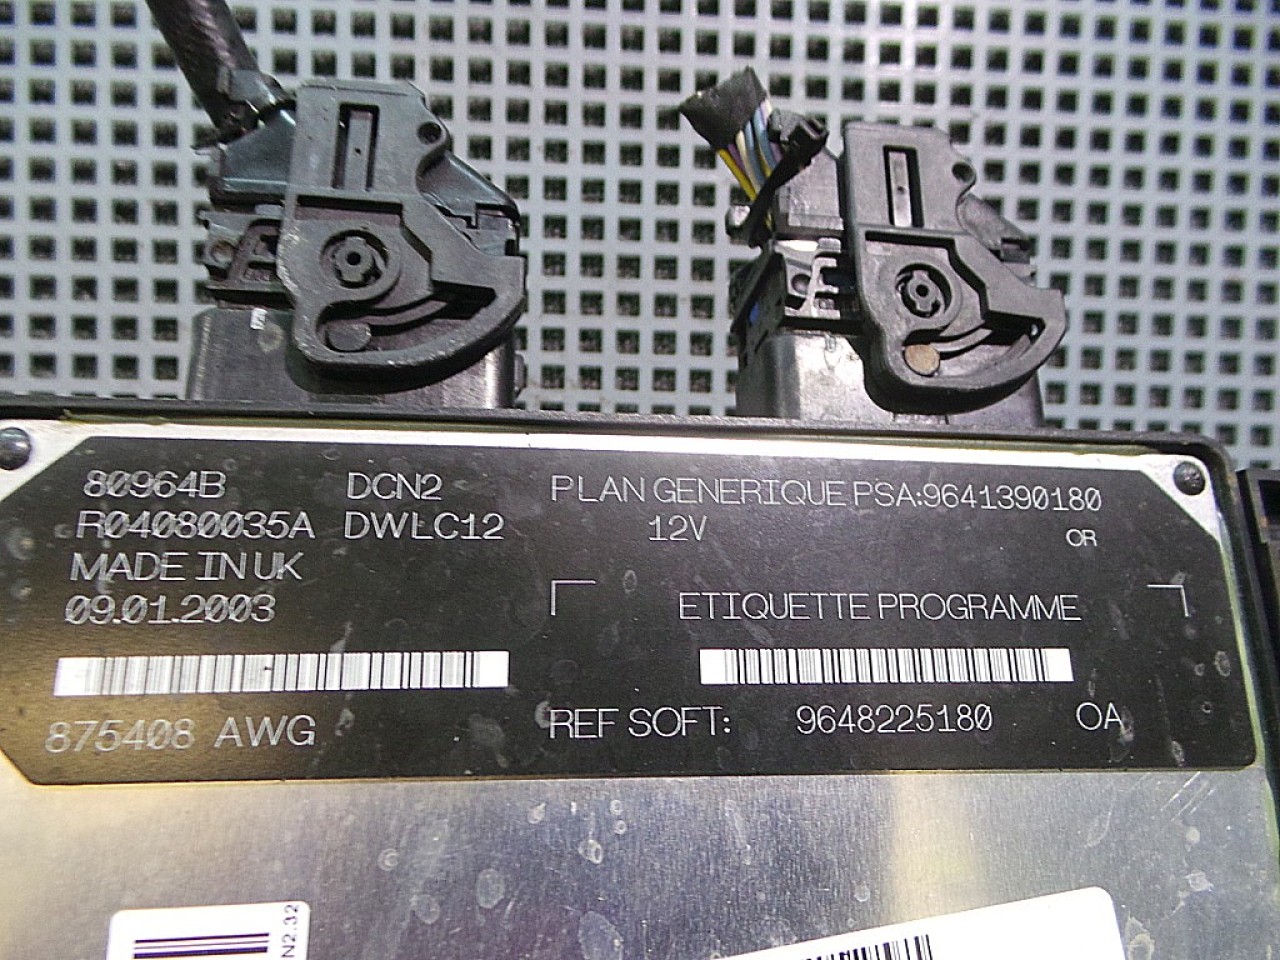 80964B DCN2 PLAN GENERIQUE PSA:9641390180
R04080035A DWLC12 12V OR
MADE IN UK
09.01.2003 ETIQUETTE PROGRAMME
875408 AWG REF SOFT: 9648225180 OA
N2.32